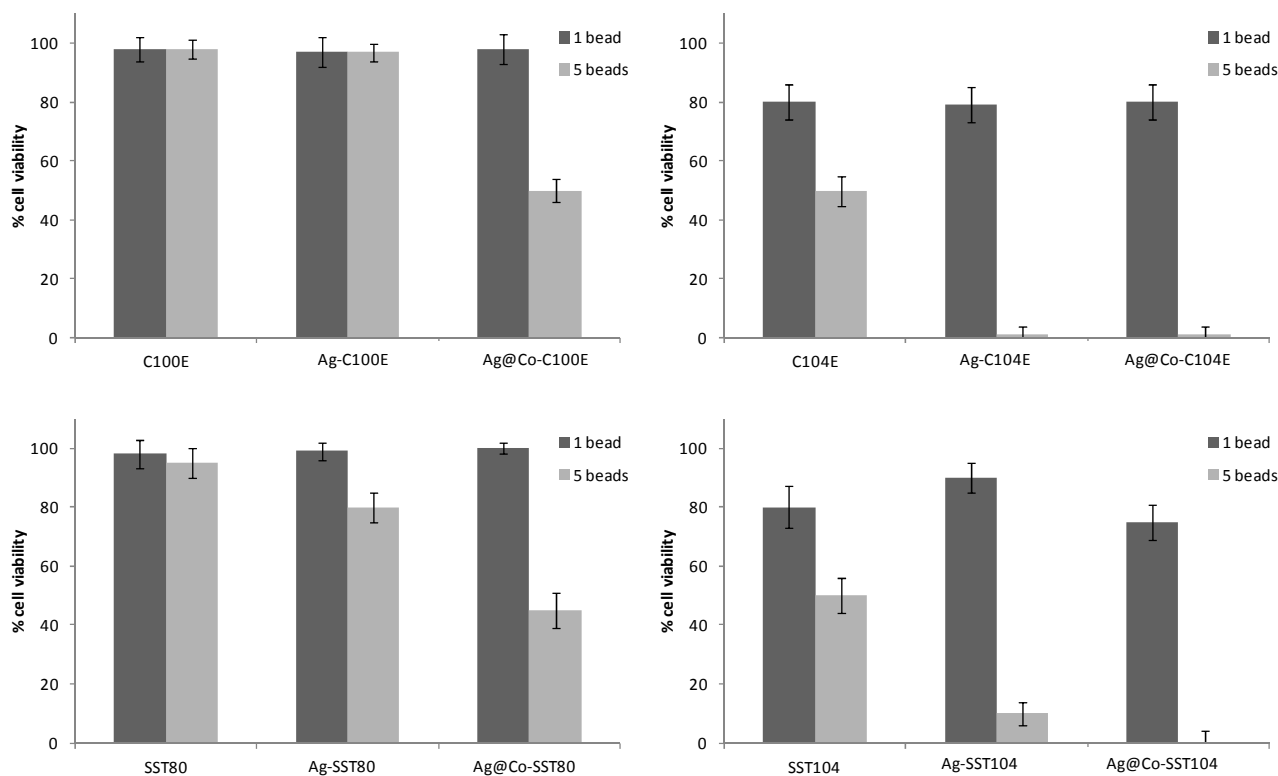 % cell viability
100
80
60
40
20
0
1 bead
5 beads
C100E
Ag-C100E
Ag@Co-C100E
% cell viability
100
80
60
40
20
0
1 bead
5 beads
C104E
Ag-C104E
Ag@Co-C104E
% cell viability
100
80
60
40
20
0
1 bead
5 beads
SST80
Ag-SST80
Ag@Co-SST80
% cell viability
100
80
60
40
20
0
1 bead
5 beads
SST104
Ag-SST104
Ag@Co-SST104